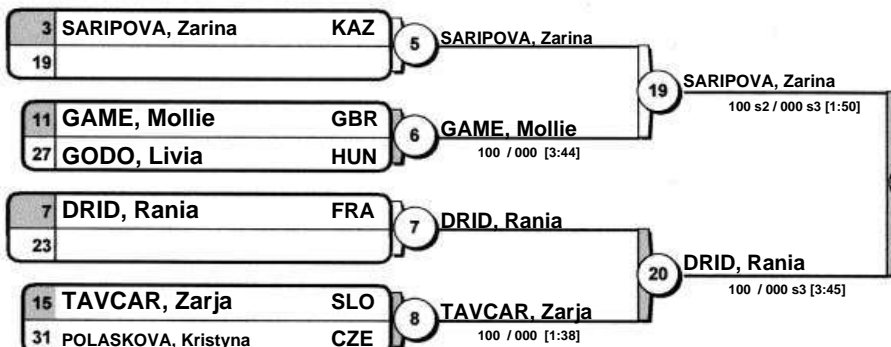 3 SARIPOVA, Zarina KAZ
19
5
SARIPOVA, Zarina
11 GAME, Mollie GBR
27 GODO, Livia HUN
6
GAME, Mollie
100 / 000 [3:44]
19
SARIPOVA, Zarina
100 s2 / 000 s3 [1:50]
7 DRID, Rania FRA
23
7
DRID, Rania
15 TAVCAR, Zarja SLO
31 POLASKOVA, Kristyna CZE
8
TAVCAR, Zarja
100 / 000 [1:38]
20
DRID, Rania
100 / 000 s3 [3:45]